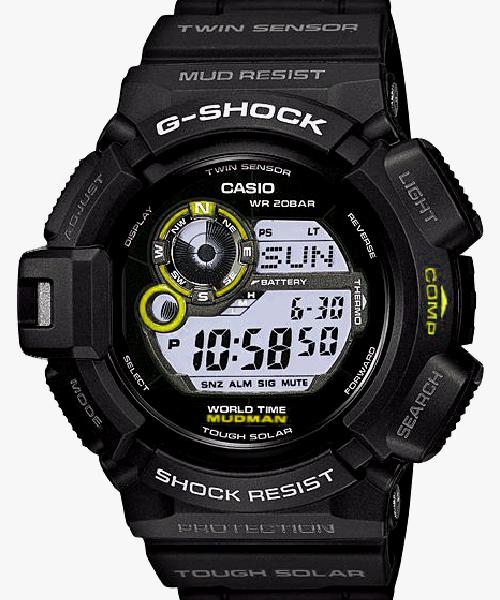 TWIN SENSOR
MUD RESIST
G-SHOCK
TWIN SENSOR
CASIO
WR 20BAR
ADJUST
LIGHT
DISPLAY
REVERSE
N
NW
NE
W
E
SW
SE
S
PS LT
SUN
BATTERY
H
THERMO
COMP
6-30
P 10:58 50
SNZ ALM SIG MUTE
SELECT
FORWARD
MODE
SEARCH
WORLD TIME
MUDMAN
TOUGH SOLAR
SHOCK RESIST
PROTECTION
TOUGH SOLAR